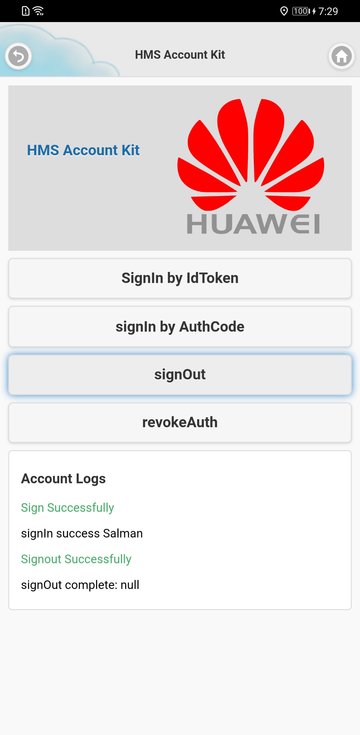 100 7:29
HMS Account Kit
HMS Account Kit
HUAWEI
SignIn by IdToken
signIn by AuthCode
signOut
revokeAuth
Account Logs
Sign Successfully
signIn success Salman
Signout Successfully
signOut complete: null